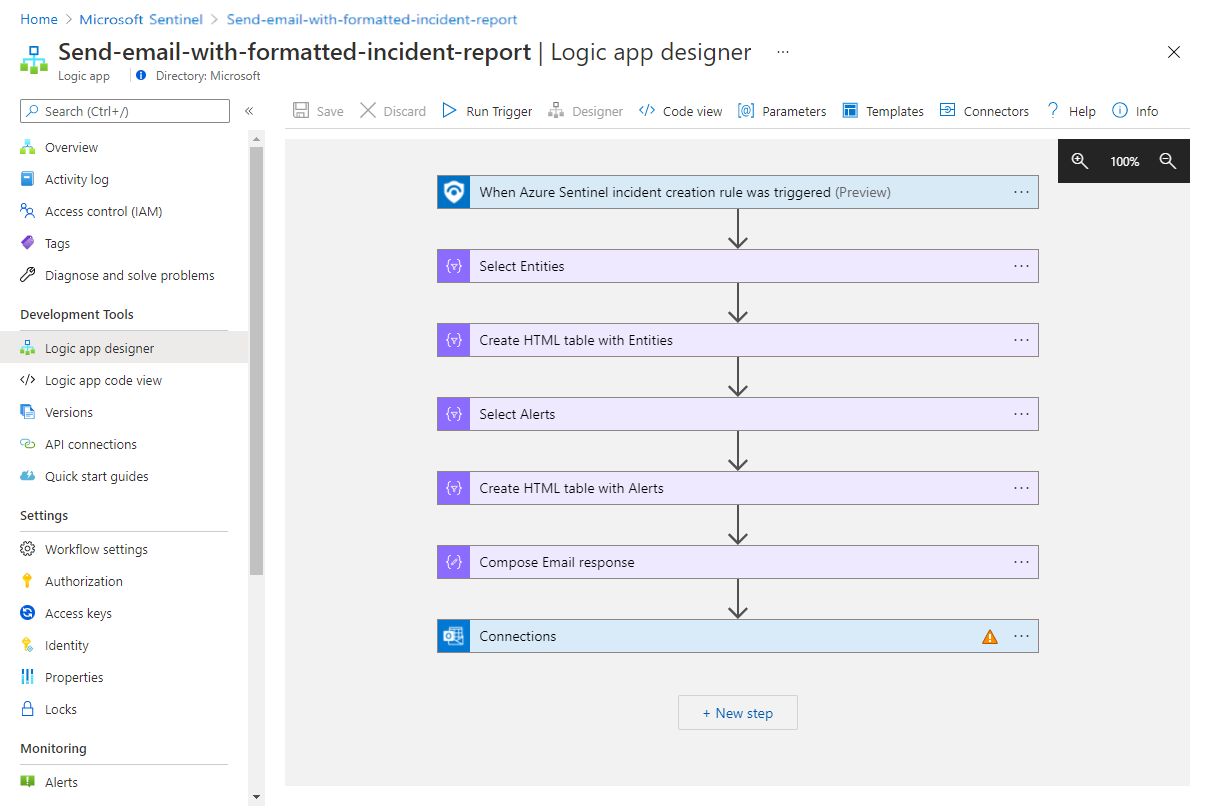 Home > Microsoft Sentinel > Send-email-with-formatted-incident-report
Send-email-with-formatted-incident-report | Logic app designer ...
Logic app
Directory: Microsoft
Search (Ctrl+/)
«
Save
Discard
Run Trigger
Designer
Code view
Parameters
Templates
Connectors
Help
Info
Overview
Activity log
Access control (IAM)
Tags
Diagnose and solve problems
Development Tools
Logic app designer
Logic app code view
Versions
API connections
Quick start guides
Settings
Workflow settings
Authorization
Access keys
Identity
Properties
Locks
Monitoring
Alerts
100%
When Azure Sentinel incident creation rule was triggered (Preview) ...
Select Entities ...
Create HTML table with Entities ...
Select Alerts ...
Create HTML table with Alerts ...
Compose Email response ...
Connections ...
+ New step